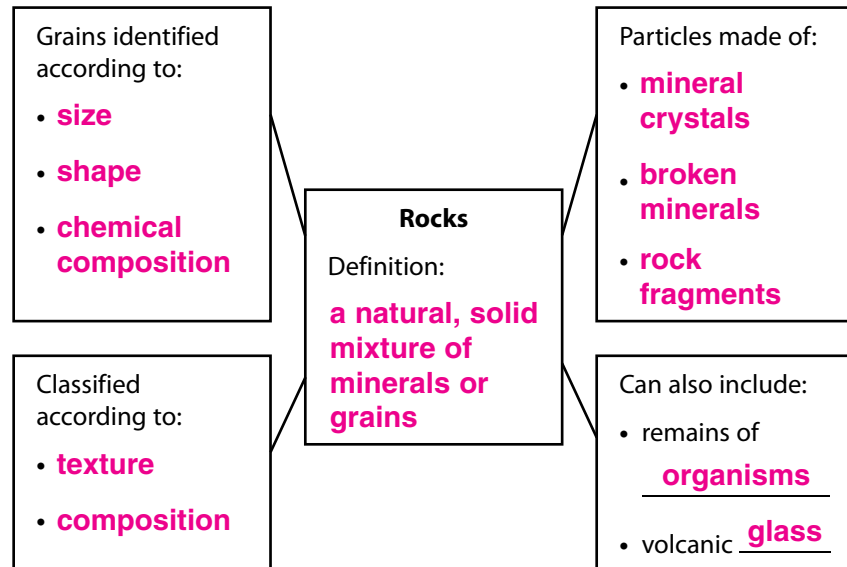 Grains identified
according to:
• size
• shape
• chemical
composition
Particles made of:
• mineral
crystals
• broken
minerals
• rock
fragments
Rocks
Definition:
a natural, solid
mixture of
minerals or
grains
Classified
according to:
• texture
• composition
Can also include:
• remains of
organisms
• volcanic glass